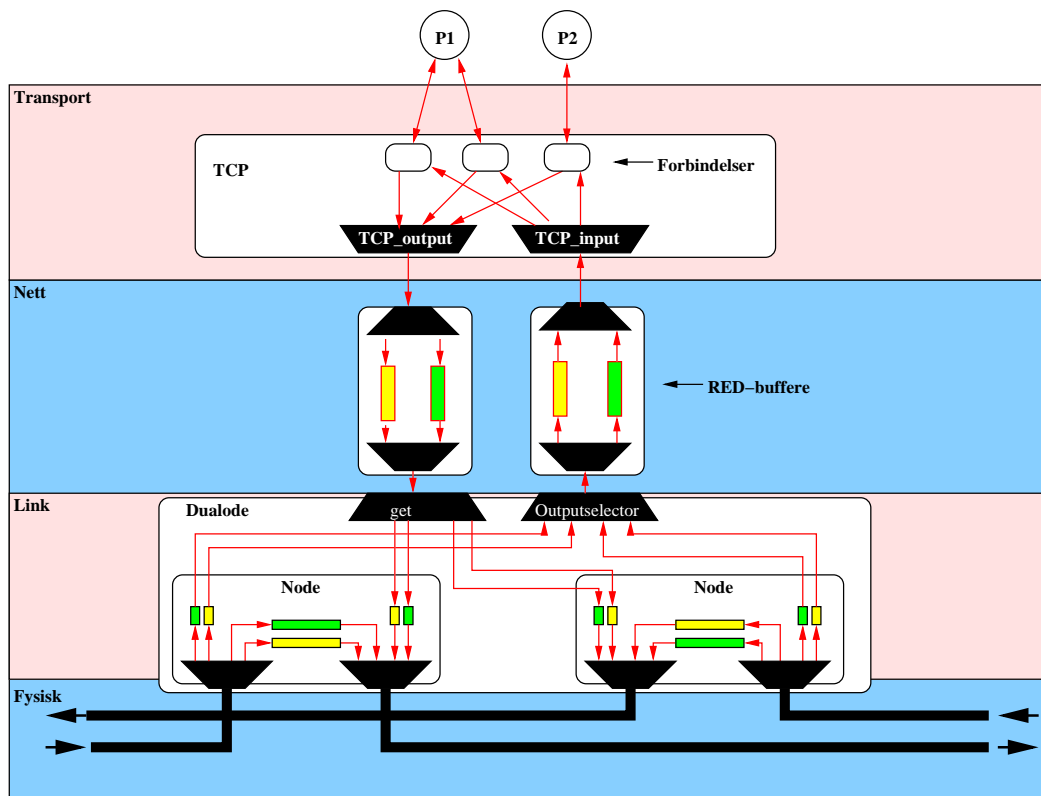 P1
P2
Transport
TCP
Forbindelser
TCP_output
TCP_input
Nett
RED−buffere
Link
Dualode
get
Outputselector
Node
Node
Fysisk